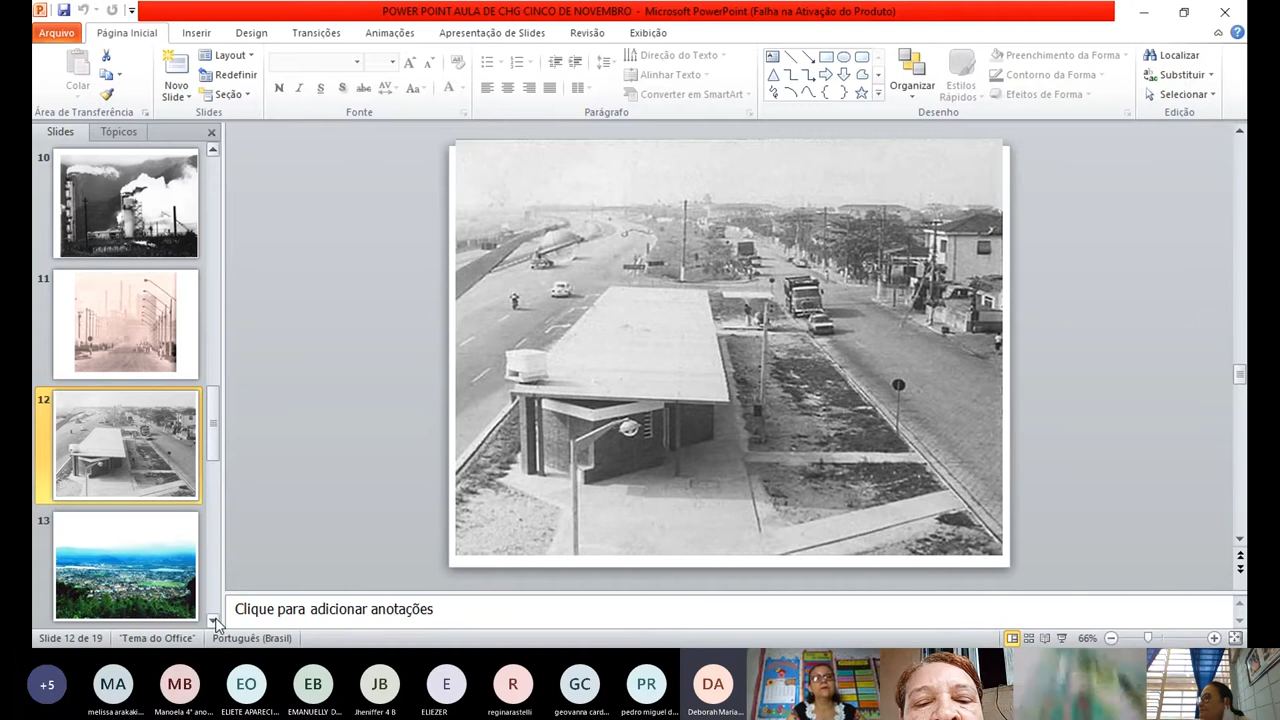 POWER POINT AULA DE CHG CINCO DE NOVEMBRO - Microsoft PowerPoint (Falha na Ativação do Produto)
Arquivo Página Inicial Inserir Design Transições Animações Apresentação de Slides Revisão Exibição
Colar
Novo Slide
Layout
Redefinir
Seção
Direção do Texto
Alinhar Texto
Converter em SmartArt
Organizar
Estilos Rápidos
Preenchimento da Forma
Contorno da Forma
Efeitos de Forma
Localizar
Substituir
Selecionar
Área de Transferência Slides Fonte Parágrafo Desenho Edição
Slides Tópicos
10
11
12
13
Clique para adicionar anotações
Slide 12 de 19 "Tema do Office" Português (Brasil) 66%
+5 MA MB EO EB JB E R GC PR DA
melissa arakaki... Manoela 4° ano... ELIETE APARECI... EMANUELLY D... Jheniffer 4 B ELIEZER reginarastelli geovanna card... pedro miguel d... Deborah Maria...